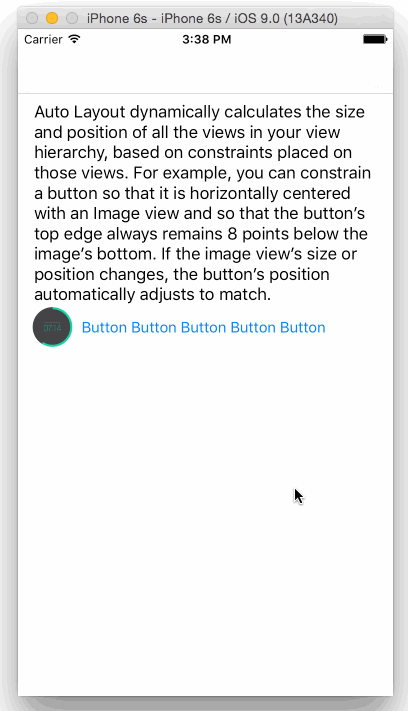 iPhone 6s - iPhone 6s / iOS 9.0 (13A340)
Carrier 3:38 PM
Auto Layout dynamically calculates the size
and position of all the views in your view
hierarchy, based on constraints placed on
those views. For example, you can constrain
a button so that it is horizontally centered
with an Image view and so that the button’s
top edge always remains 8 points below the
image’s bottom. If the image view’s size or
position changes, the button’s position
automatically adjusts to match.
Button Button Button Button Button